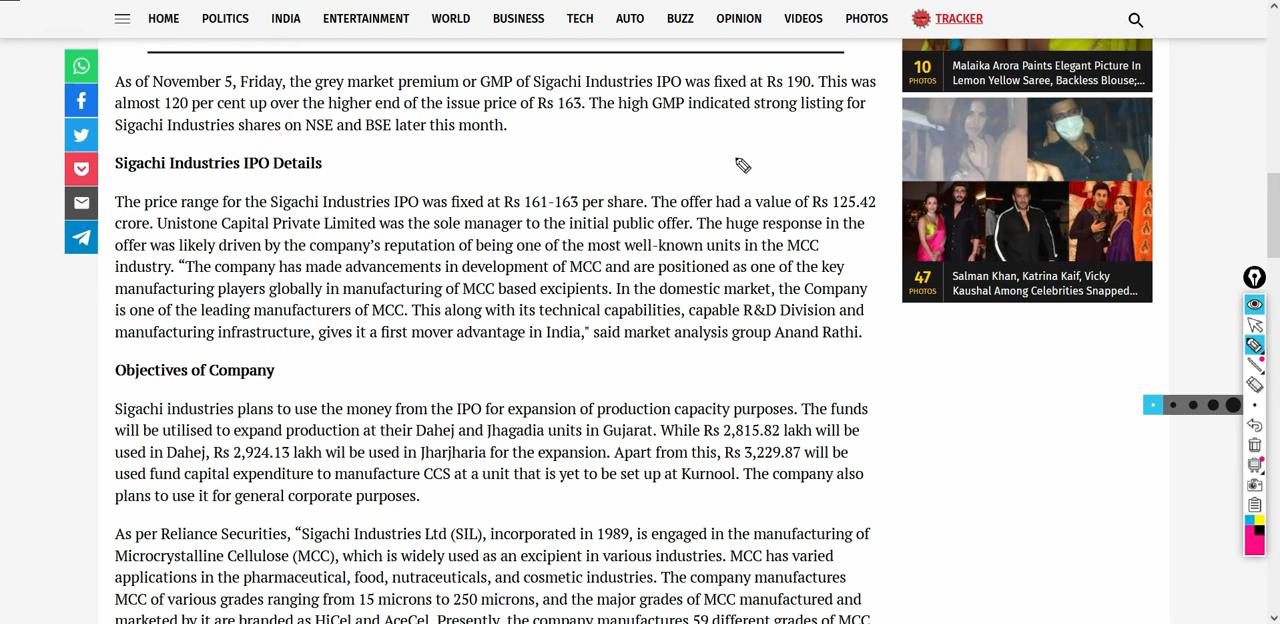 HOME POLITICS INDIA ENTERTAINMENT WORLD BUSINESS TECH AUTO BUZZ OPINION VIDEOS PHOTOS TRACKER
As of November 5, Friday, the grey market premium or GMP of Sigachi Industries IPO was fixed at Rs 190. This was
almost 120 per cent up over the higher end of the issue price of Rs 163. The high GMP indicated strong listing for
Sigachi Industries shares on NSE and BSE later this month.
Sigachi Industries IPO Details
The price range for the Sigachi Industries IPO was fixed at Rs 161-163 per share. The offer had a value of Rs 125.42
crore. Unistone Capital Private Limited was the sole manager to the initial public offer. The huge response in the
offer was likely driven by the company’s reputation of being one of the most well-known units in the MCC
industry. “The company has made advancements in development of MCC and are positioned as one of the key
manufacturing players globally in manufacturing of MCC based excipients. In the domestic market, the Company
is one of the leading manufacturers of MCC. This along with its technical capabilities, capable R&D Division and
manufacturing infrastructure, gives it a first mover advantage in India," said market analysis group Anand Rathi.
Objectives of Company
Sigachi industries plans to use the money from the IPO for expansion of production capacity purposes. The funds
will be utilised to expand production at their Dahej and Jhagadia units in Gujarat. While Rs 2,815.82 lakh will be
used in Dahej, Rs 2,924.13 lakh wil be used in Jharjharia for the expansion. Apart from this, Rs 3,229.87 will be
used fund capital expenditure to manufacture CCS at a unit that is yet to be set up at Kurnool. The company also
plans to use it for general corporate purposes.
As per Reliance Securities, “Sigachi Industries Ltd (SIL), incorporated in 1989, is engaged in the manufacturing of
Microcrystalline Cellulose (MCC), which is widely used as an excipient in various industries. MCC has varied
applications in the pharmaceutical, food, nutraceuticals, and cosmetic industries. The company manufactures
MCC of various grades ranging from 15 microns to 250 microns, and the major grades of MCC manufactured and
marketed by it are branded as HiCel and AceCel. Presently, the company manufactures 59 different grades of MCC
10
PHOTOS
Malaika Arora Paints Elegant Picture In
Lemon Yellow Saree, Backless Blouse;...
47
PHOTOS
Salman Khan, Katrina Kaif, Vicky
Kaushal Among Celebrities Snapped...